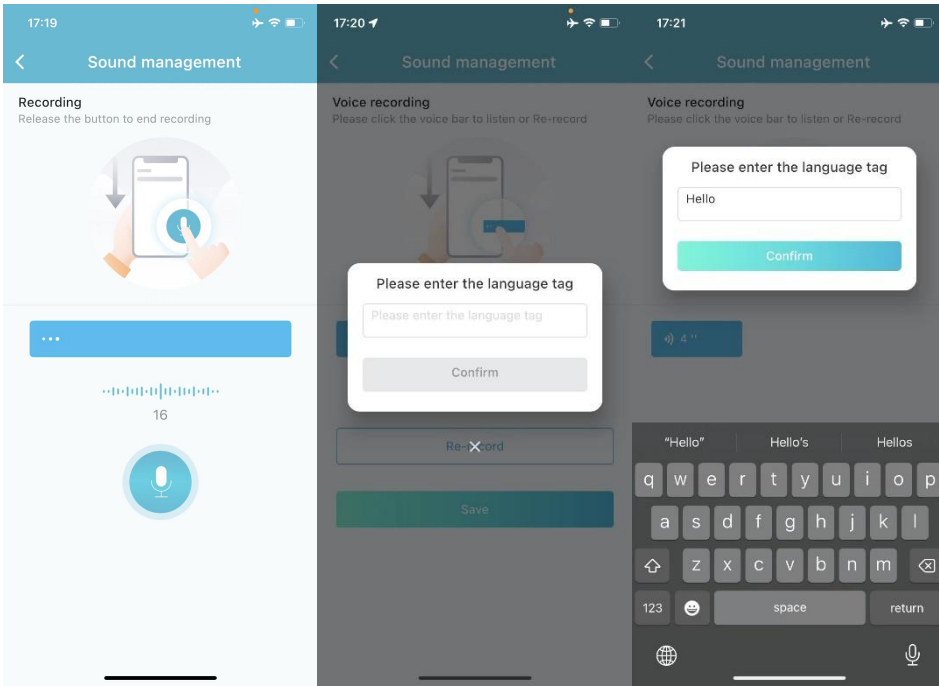 17:19
Sound management
Recording
Release the button to end recording
16
17:20
Sound management
Voice recording
Please click the voice bar to listen or Re-record
Please enter the language tag
Please enter the language tag
Confirm
Re-record
Save
17:21
Sound management
Voice recording
Please click the voice bar to listen or Re-record
Please enter the language tag
Hello
Confirm
4 ''
“Hello” Hello's Hellos
q w e r t y u i o p
a s d f g h j k l
z x c v b n m
123 space return